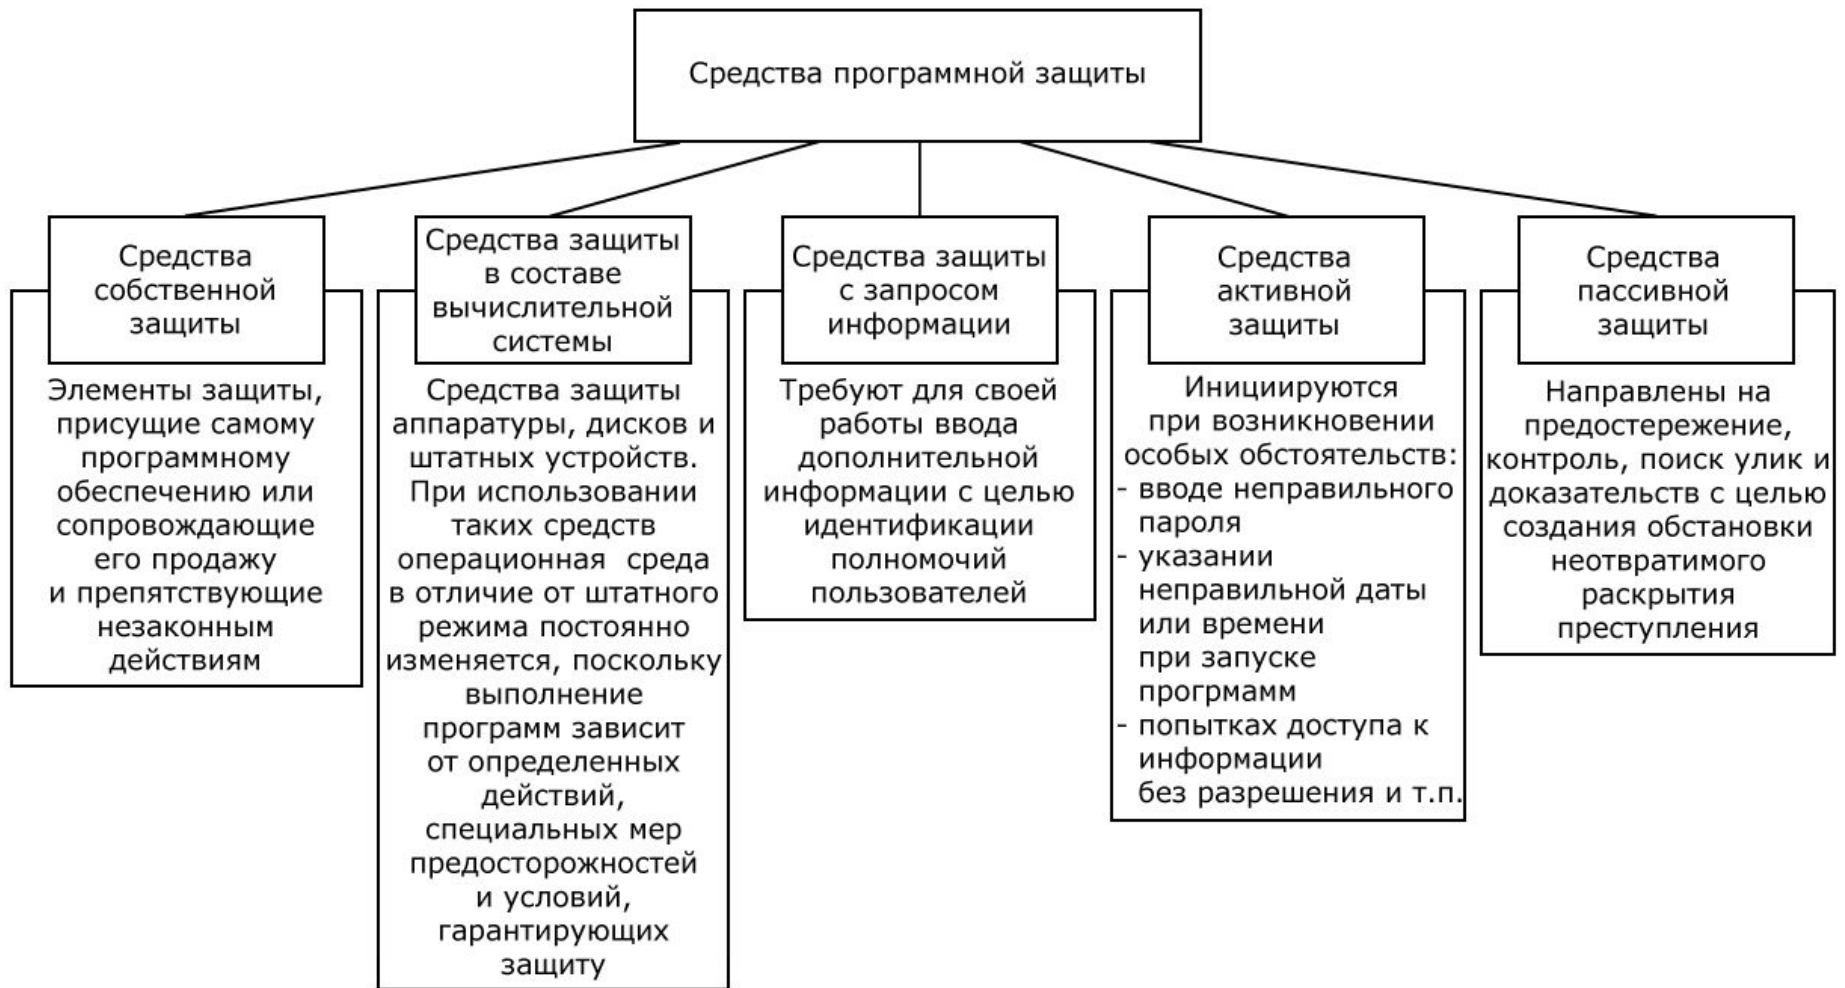 Средства программной защиты
Средства
собственной
защиты
Элементы защиты,
присущие самому
программному
обеспечению или
сопровождающие
его продажу
и препятствующие
незаконным
действиям
Средства защиты
в составе
вычислительной
системы
Средства защиты
аппаратуры, дисков и
штатных устройств.
При использовании
таких средств
операционная среда
в отличие от штатного
режима постоянно
изменяется, поскольку
выполнение
программ зависит
от определенных
действий,
специальных мер
предосторожностей
и условий,
гарантирующих
защиту
Средства защиты
с запросом
информации
Требуют для своей
работы ввода
дополнительной
информации с целью
идентификации
полномочий
пользователей
Средства
активной
защиты
Инициируются
при возникновении
особых обстоятельств:
- вводе неправильного
пароля
- указании
неправильной даты
или времени
при запуске
прогрмамм
- попытках доступа к
информации
без разрешения и т.п.
Средства
пассивной
защиты
Направлены на
предостережение,
контроль, поиск улик и
доказательств с целью
создания обстановки
неотвратимого
раскрытия
преступления